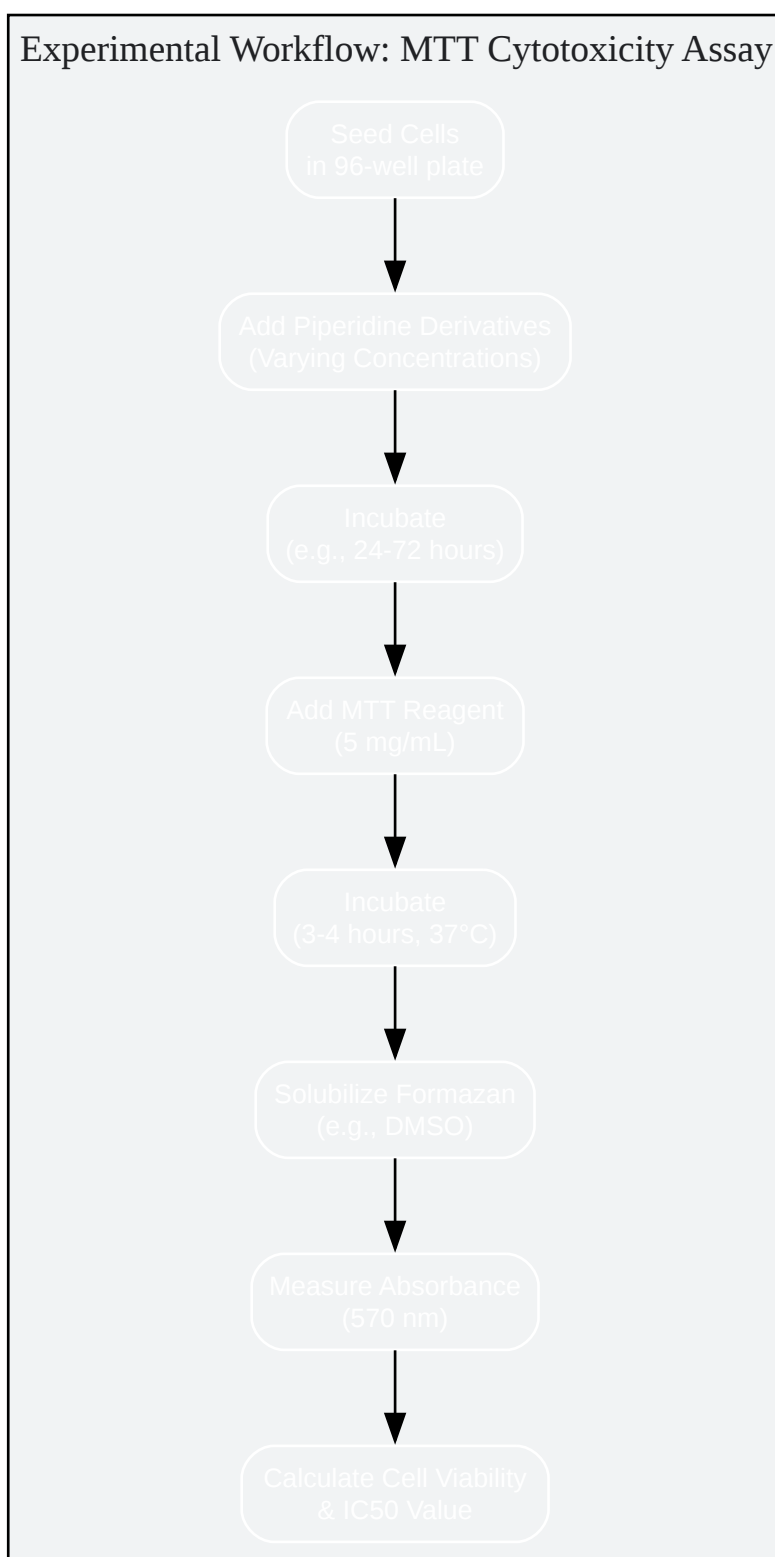 Experimental Workflow: MTT Cytotoxicity Assay
Seed Cells
in 96-well plate
Add Piperidine Derivatives
(Varying Concentrations)
Incubate
(e.g., 24-72 hours)
Add MTT Reagent
(5 mg/mL)
Incubate
(3-4 hours, 37°C)
Solubilize Formazan
(e.g., DMSO)
Measure Absorbance
(570 nm)
Calculate Cell Viability
& IC50 Value